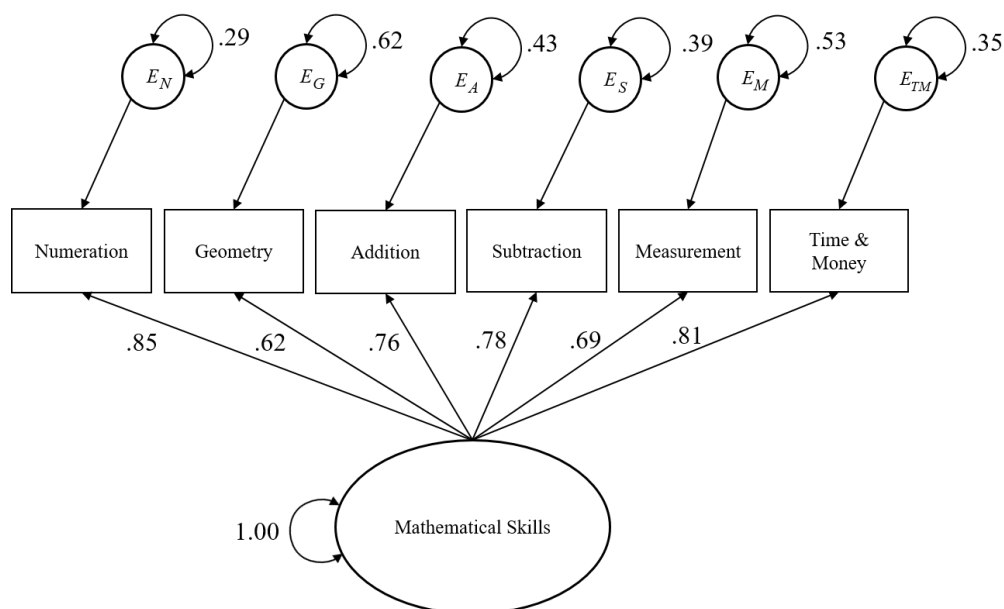 .29 .62 .43 .39 .53 .35
E_N E_G E_A E_S E_M E_TM
Numeration Geometry Addition Subtraction Measurement Time &
Money
.85 .62 .76 .78 .69 .81
1.00 Mathematical Skills